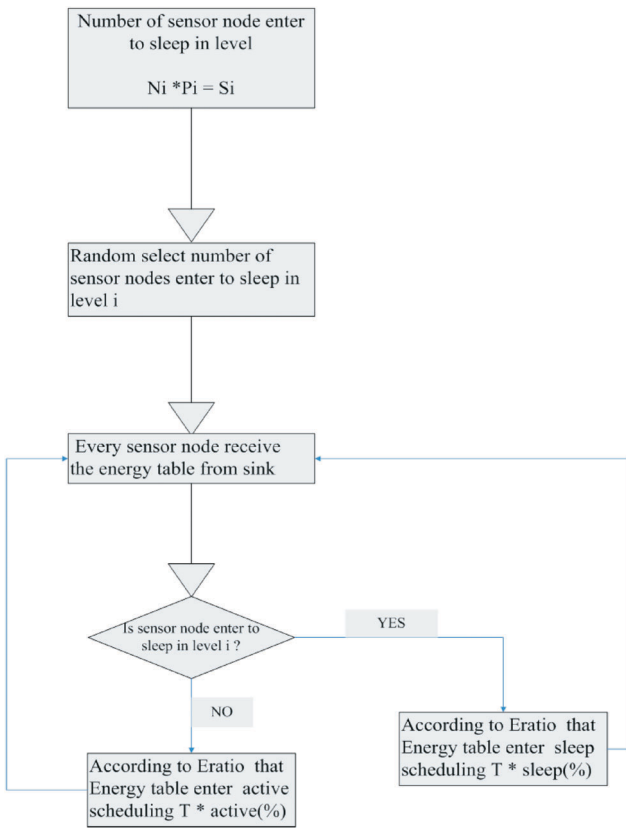 Number of sensor node enter
to sleep in level
Ni *Pi = Si
Random select number of
sensor nodes enter to sleep in
level i
Every sensor node receive
the energy table from sink
Is sensor node enter to
sleep in level i ?
YES
NO
According to Eratio that
Energy table enter sleep
scheduling T * sleep(%)
According to Eratio that
Energy table enter active
scheduling T * active(%)